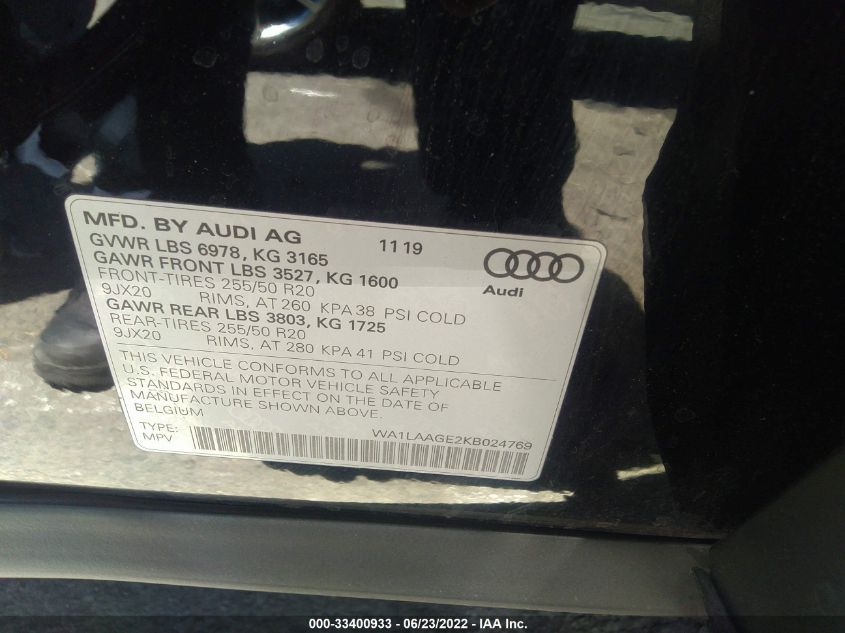 MFD. BY AUDI AG 11 19
GVWR LBS 6978, KG 3165
GAWR FRONT LBS 3527, KG 1600
FRONT-TIRES 255/50 R20
9JX20 RIMS, AT 260 KPA 38 PSI COLD
GAWR REAR LBS 3803, KG 1725
REAR-TIRES 255/50 R20
9JX20 RIMS, AT 280 KPA 41 PSI COLD
Audi
THIS VEHICLE CONFORMS TO ALL APPLICABLE
U.S. FEDERAL MOTOR VEHICLE SAFETY
STANDARDS IN EFFECT ON THE DATE OF
MANUFACTURE SHOWN ABOVE.
BELGIUM
TYPE: WA1LAAGE2KB024769
MPV
000-33400933 - 06/23/2022 - IAA Inc.